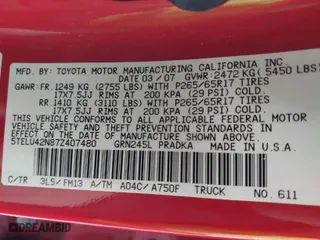 MFD. BY: TOYOTA MOTOR MANUFACTURING CALIFORNIA INC.
DATE: 03/07 GVWR: 2472 KG (5450 LBS)
GAWR: FR. 1249 KG (2755 LBS) WITH P265/65R17 TIRES
17X7.5JJ RIMS AT 200 KPA (29 PSI) COLD.
RR. 1410 KG (3110 LBS) WITH P265/65R17 TIRES
17X7.5JJ RIMS AT 200 KPA (29 PSI) COLD.
THIS VEHICLE CONFORMS TO ALL APPLICABLE FEDERAL MOTOR
VEHICLE SAFETY STANDARDS IN EFFECT ON THE DATE OF
MANUFACTURE SHOWN ABOVE.
5TELU42N87Z407480 GRN245L PRADKA MADE IN U.S.A.
C/TR 3L5/FM13 A/TM A04C/A750F TRUCK
NO. 611
DREAMBID